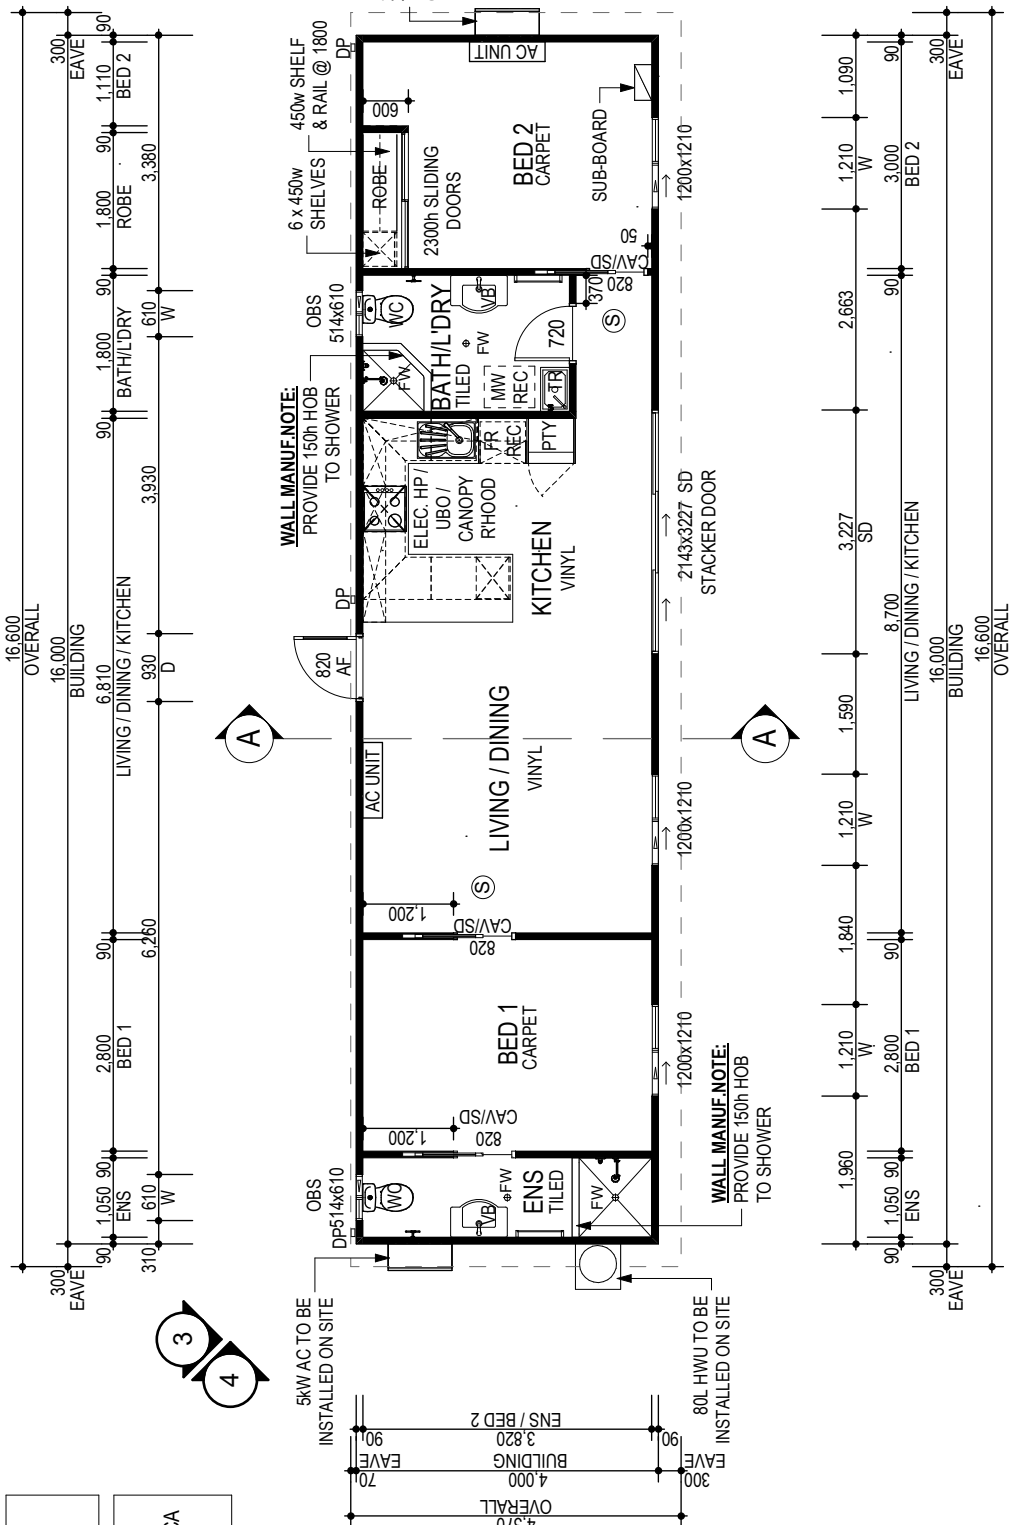 16,600
OVERALL
300
EAVE
16,000
BUILDING
300
EAVE
90
1,050
ENS
90
2,800
BED 1
90
6,810
LIVING / DINING / KITCHEN
90
1,800
BATH/L'DRY
90
1,800
ROBE
90
1,110
BED 2
90
310
610
W
6,260
930
D
3,930
610
W
3,380
3
4
A
WALL MANUF.NOTE:
PROVIDE 150h HOB
TO SHOWER
6 x 450w
SHELVES
450w SHELF
& RAIL @ 1800
5kW AC TO BE
INSTALLED ON SITE
OBS
DP514x610
820
AF
DP
OBS
514x610
DP
WC
VB
FW
ENS
TILED
FW
1,200
820
CAV/SD
BED 1
CARPET
1,200
820
CAV/SD
S
AC UNIT
LIVING / DINING
VINYL
KITCHEN
VINYL
ELEC. HP /
UBO /
CANOPY
R'HOOD
FR
REC
PTY
FW
WC
BATH/L'DRY
TILED
FW
VB
MW
REC
TR
720
370
S
820
CAV/SD
50
ROBE
600
2300h SLIDING
DOORS
BED 2
CARPET
AC UNIT
SUB-BOARD
80L HWU TO BE
INSTALLED ON SITE
WALL MANUF.NOTE:
PROVIDE 150h HOB
TO SHOWER
1200x1210
1200x1210
2143x3227 SD
STACKER DOOR
1200x1210
A
1,960
1,210
W
1,840
1,210
W
1,590
3,227
SD
2,663
1,210
W
1,090
90
1,050
ENS
90
2,800
BED 1
90
8,700
LIVING / DINING / KITCHEN
90
3,000
BED 2
90
300
EAVE
16,000
BUILDING
300
EAVE
16,600
OVERALL
90
3,820
ENS / BED 2
90
70
EAVE
4,000
BUILDING
300
EAVE
4,370
OVERALL
CA